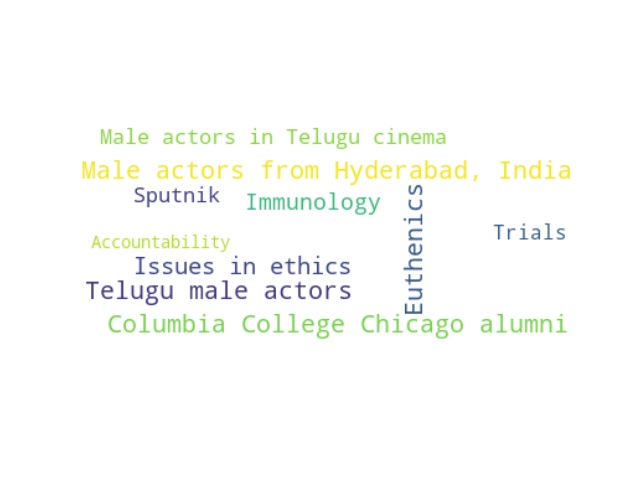 Male actors in Telugu cinema
Male actors from Hyderabad, India
Sputnik
Immunology
Euthenics
Trials
Accountability
Issues in ethics
Telugu male actors
Columbia College Chicago alumni